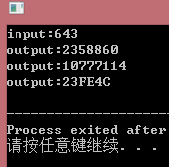 input:643
output:2358860
output:10777114
output:23FE4C
--------------------------------
Process exited after
请按任意键继续. . .